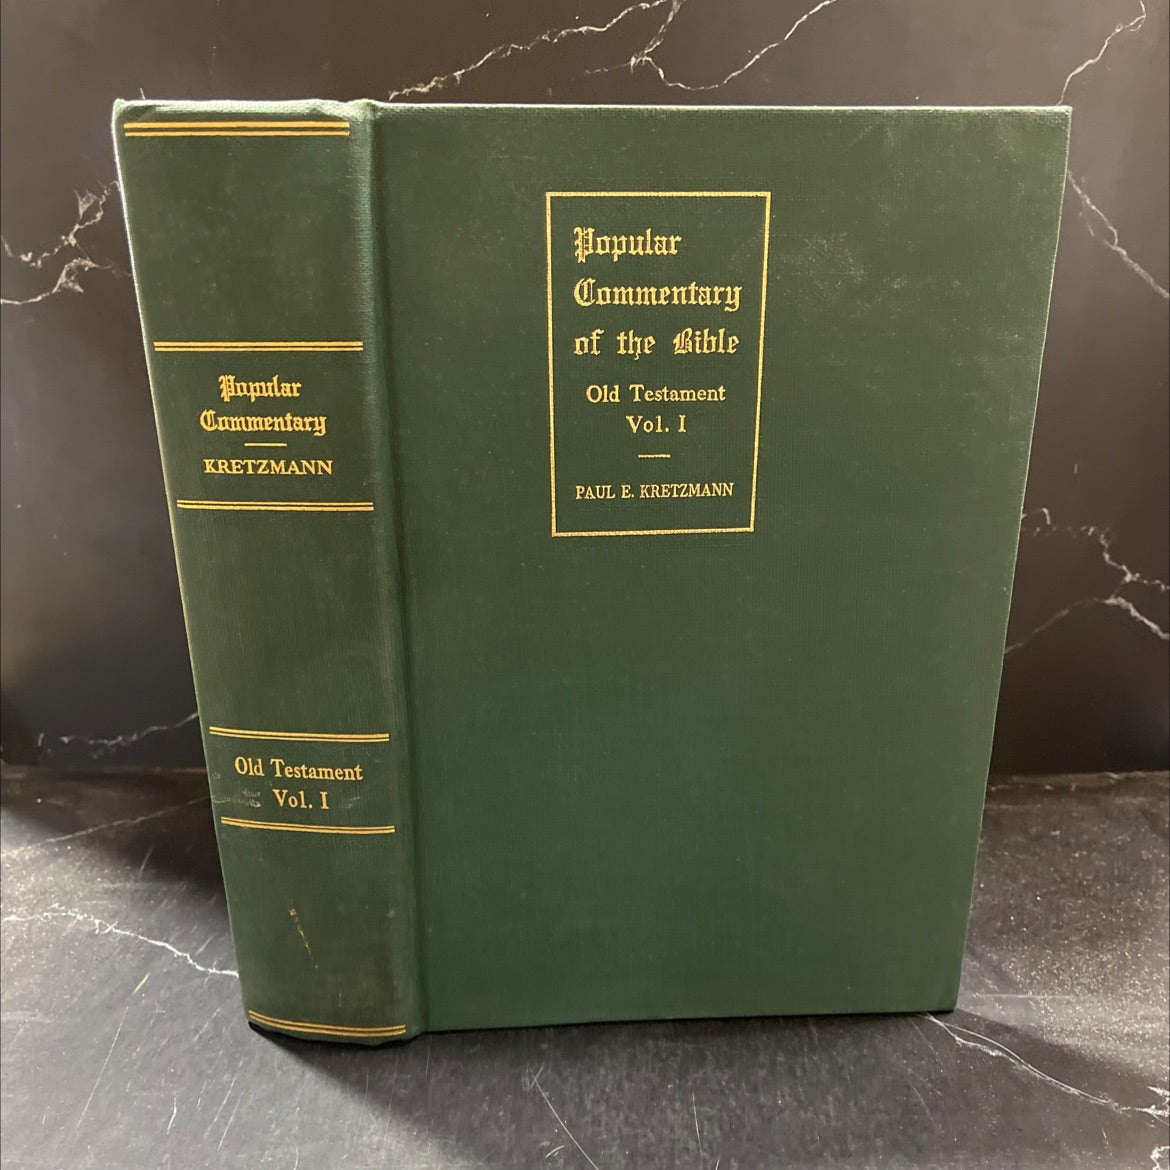 Popular
Commentary
KRETZMANN
Old Testament
Vol. I
Popular
Commentary
of the Bible
Old Testament
Vol. I
PAUL E. KRETZMANN